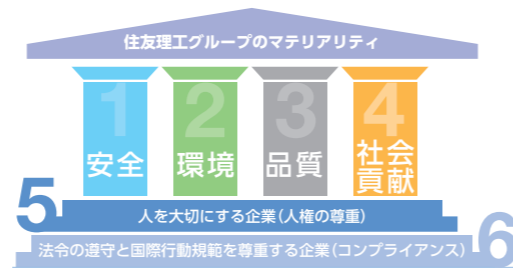 住友理工グループのマテリアリティ
1
安全
2
環境
3
品質
4
社会
貢献
5
人を大切にする企業(人権の尊重)
法令の遵守と国際行動規範を尊重する企業(コンプライアンス)
6